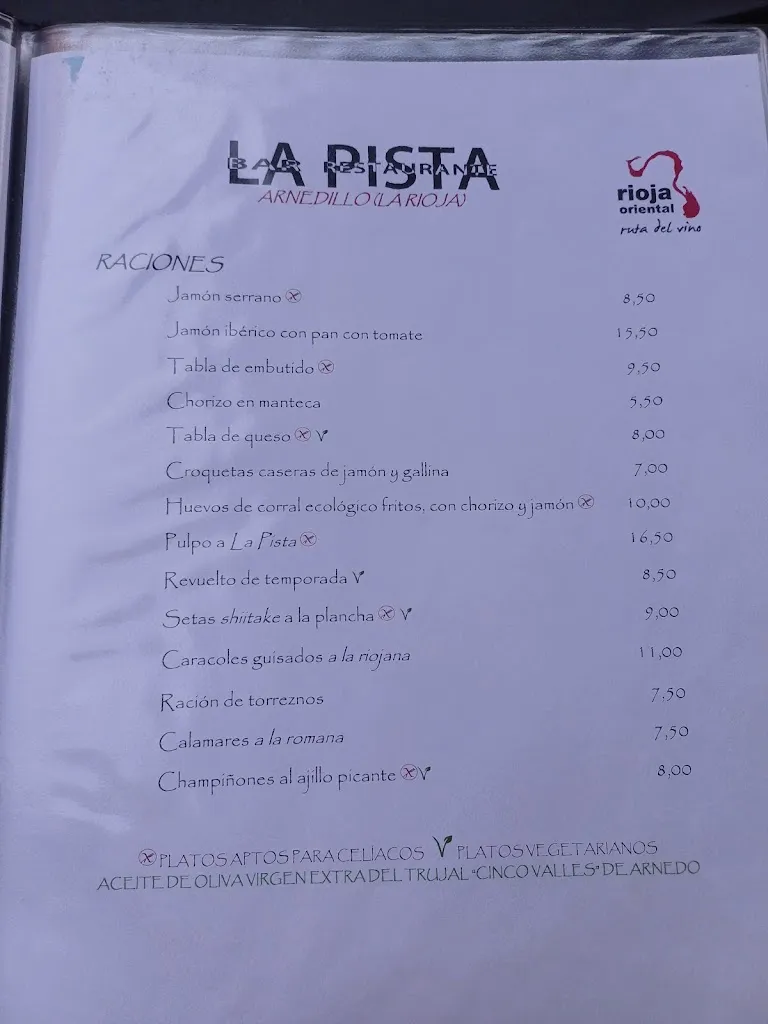 LA PISTA
BAR RESTAURANTE
ARNEDILLO (LA RIOJA)
rioja
oriental
ruta del vino
RACIONES
Jamón serrano 8,50
Jamón ibérico con pan con tomate 15,50
Tabla de embutido 9,50
Chorizo en manteca 5,50
Tabla de queso V 8,00
Croquetas caseras de jamón y gallina 7,00
Huevos de corral ecológico fritos, con chorizo y jamón 10,00
Pulpo a La Pista 16,50
Revuelto de temporada V 8,50
Setas shiitake a la plancha V 9,00
Caracoles guisados a la riojana 11,00
Ración de torreznos 7,50
Calamares a la romana 7,50
Champiñones al ajillo picante V 8,00
PLATOS APTOS PARA CELÍACOS V PLATOS VEGETARIANOS
ACEITE DE OLIVA VIRGEN EXTRA DEL TRUJAL "CINCO VALLES" DE ARNEDO